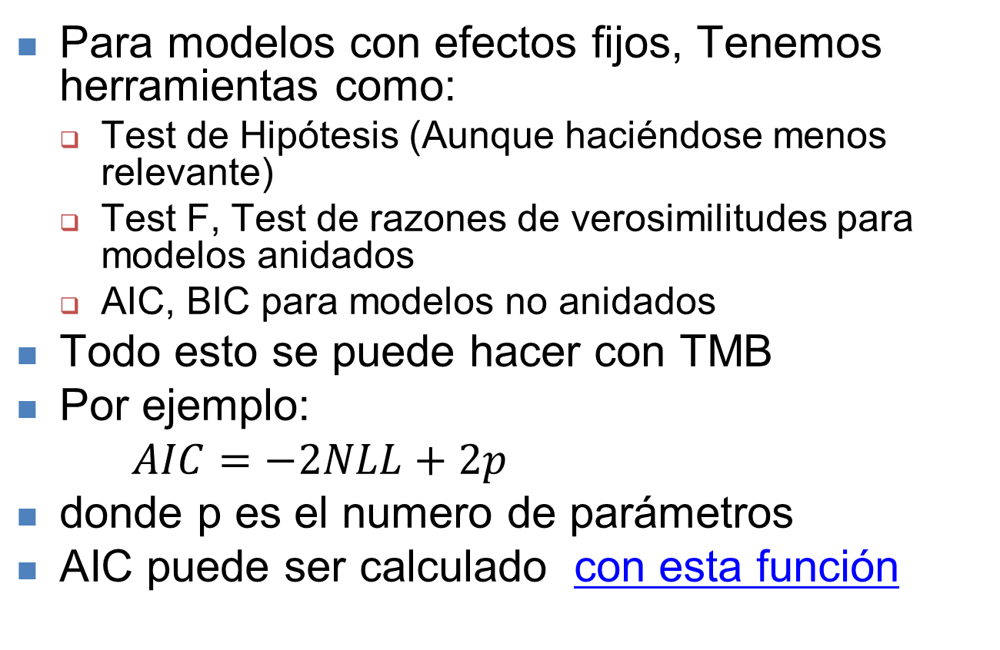 Para modelos con efectos fijos, Tenemos
herramientas como:
Test de Hipótesis (Aunque haciéndose menos
relevante)
Test F, Test de razones de verosimilitudes para
modelos anidados
AIC, BIC para modelos no anidados
Todo esto se puede hacer con TMB
Por ejemplo:
AIC = −2NLL + 2p
donde p es el numero de parámetros
AIC puede ser calculado con esta función